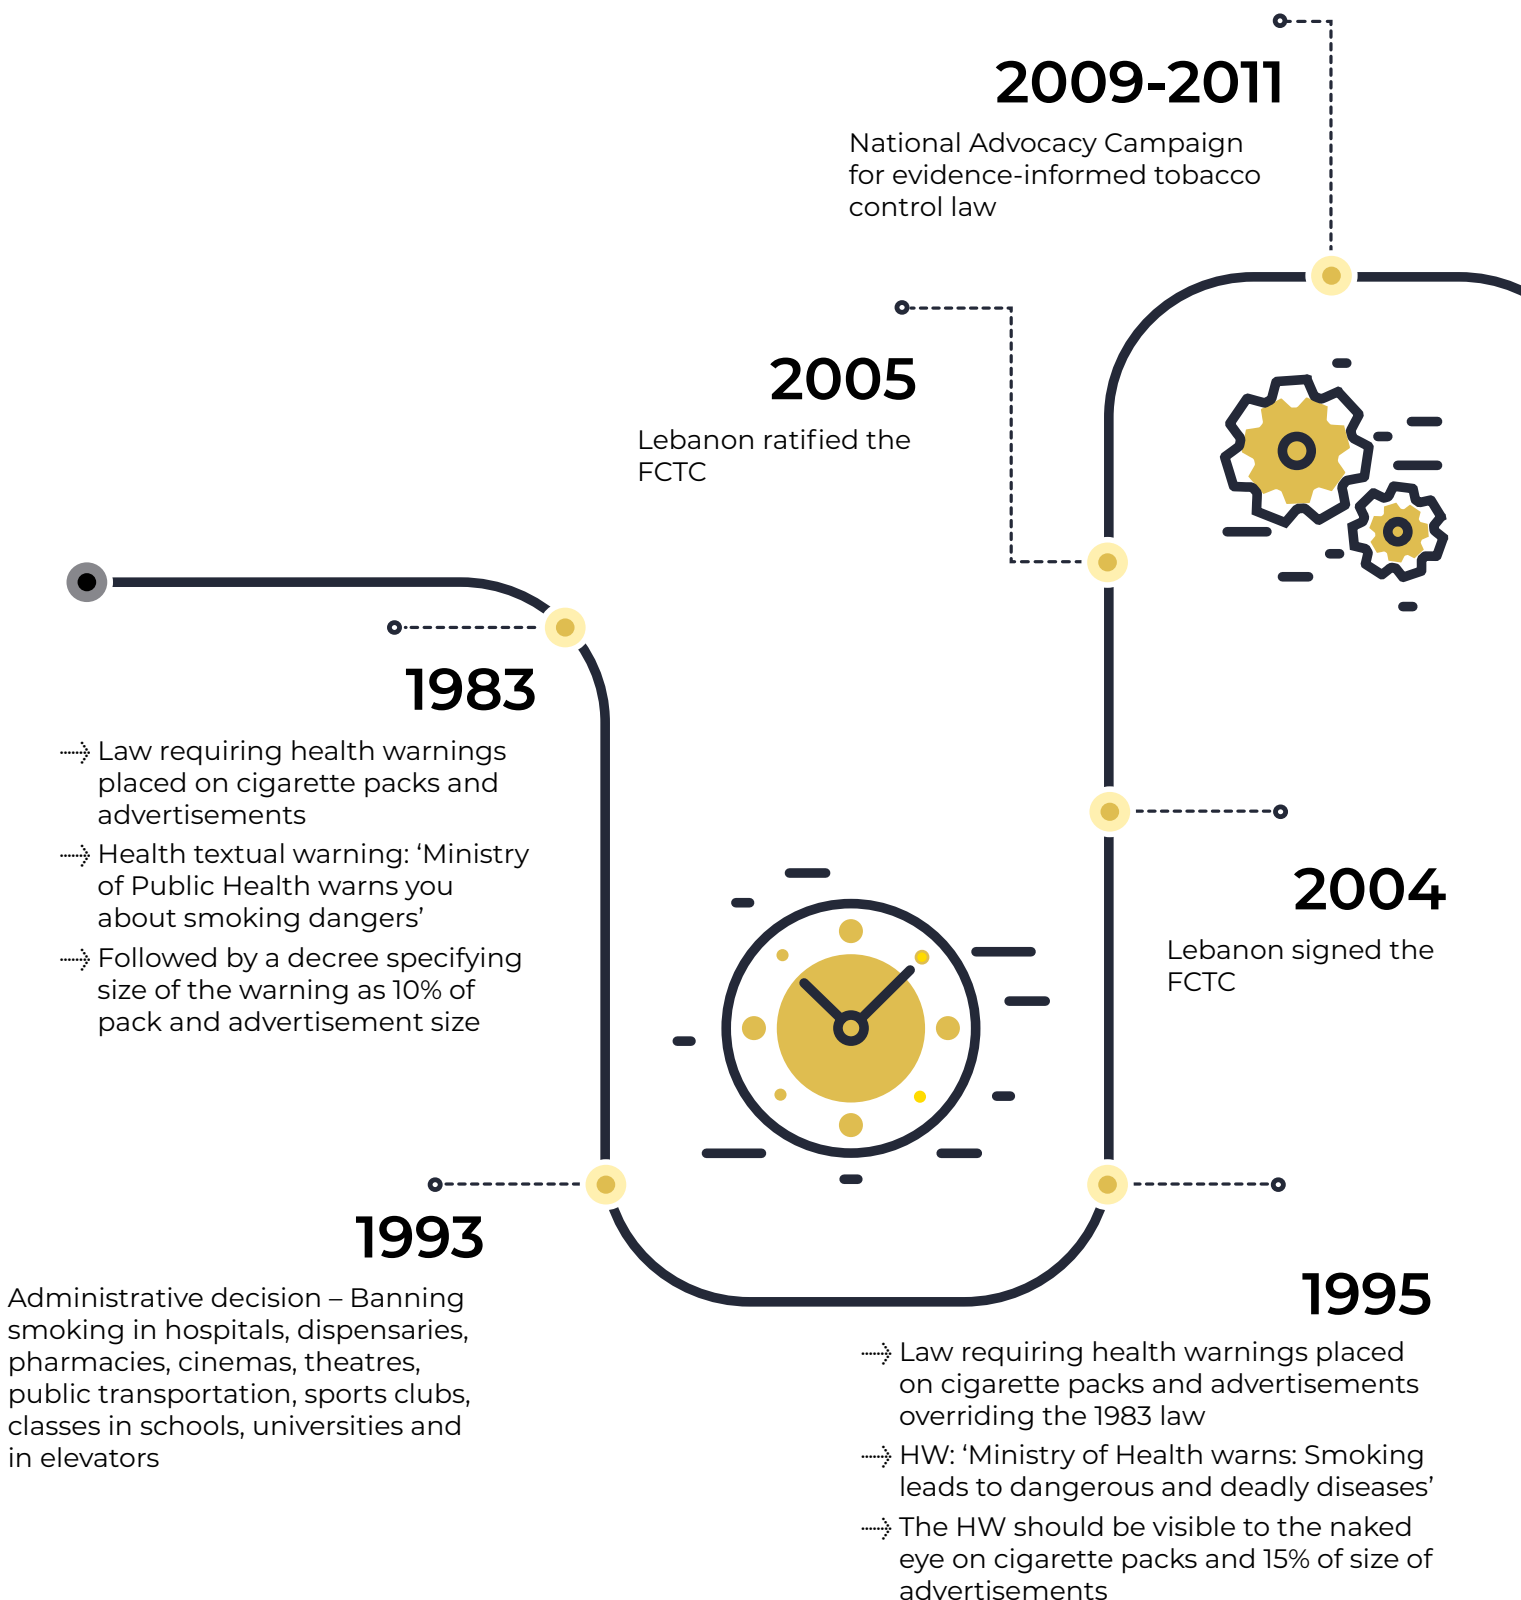 2009-2011
National Advocacy Campaign
for evidence-informed tobacco
control law
2005
Lebanon ratified the
FCTC
1983
Law requiring health warnings
placed on cigarette packs and
advertisements
Health textual warning: ‘Ministry
of Public Health warns you
about smoking dangers’
Followed by a decree specifying
size of the warning as 10% of
pack and advertisement size
2004
Lebanon signed the
FCTC
1993
Administrative decision – Banning
smoking in hospitals, dispensaries,
pharmacies, cinemas, theatres,
public transportation, sports clubs,
classes in schools, universities and
in elevators
1995
Law requiring health warnings placed
on cigarette packs and advertisements
overriding the 1983 law
HW: ‘Ministry of Health warns: Smoking
leads to dangerous and deadly diseases’
The HW should be visible to the naked
eye on cigarette packs and 15% of size of
advertisements